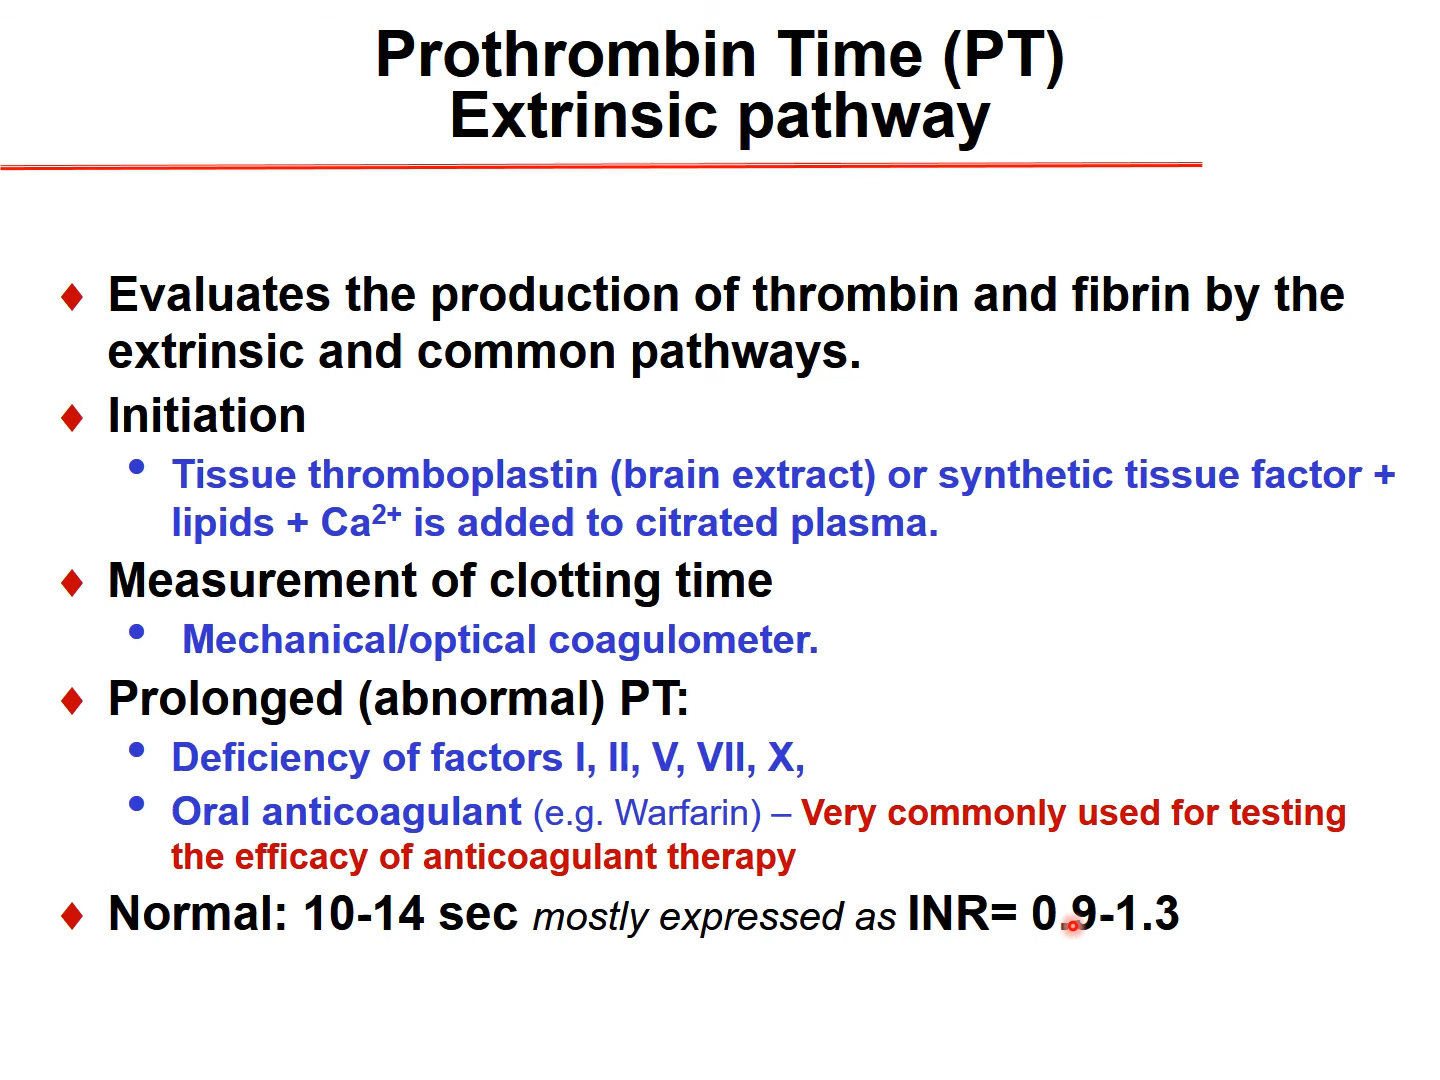 Prothrombin Time (PT)
Extrinsic pathway
♦ Evaluates the production of thrombin and fibrin by the
extrinsic and common pathways.
♦ Initiation
• Tissue thromboplastin (brain extract) or synthetic tissue factor +
lipids + Ca²⁺ is added to citrated plasma.
♦ Measurement of clotting time
• Mechanical/optical coagulometer.
♦ Prolonged (abnormal) PT:
• Deficiency of factors I, II, V, VII, X,
• Oral anticoagulant (e.g. Warfarin) – Very commonly used for testing
the efficacy of anticoagulant therapy
♦ Normal: 10-14 sec mostly expressed as INR= 0.9-1.3